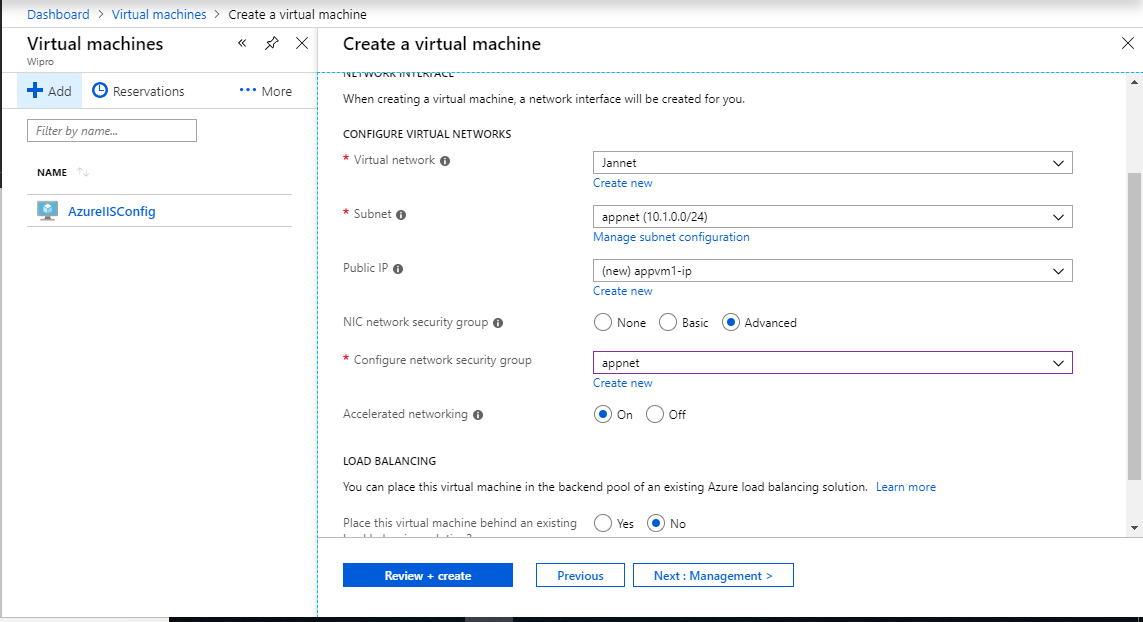 Dashboard > Virtual machines > Create a virtual machine
Virtual machines
Wipro
Add
Reservations
More
Filter by name...
NAME
AzureIISConfig
Create a virtual machine
NETWORK INTERFACE
When creating a virtual machine, a network interface will be created for you.
CONFIGURE VIRTUAL NETWORKS
* Virtual network
Jannet
Create new
* Subnet
appnet (10.1.0.0/24)
Manage subnet configuration
Public IP
(new) appvm1-ip
Create new
NIC network security group
None Basic Advanced
* Configure network security group
appnet
Create new
Accelerated networking
On Off
LOAD BALANCING
You can place this virtual machine in the backend pool of an existing Azure load balancing solution. Learn more
Place this virtual machine behind an existing
Yes No
Review + create
Previous
Next : Management >